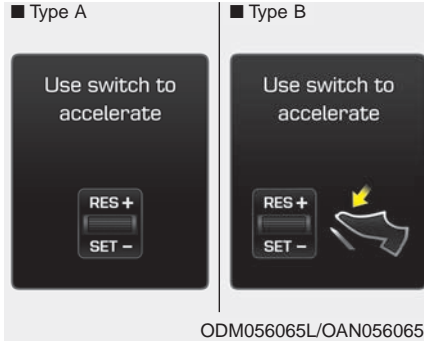 ■ Type A
Use switch to
accelerate
RES +
SET –
■ Type B
Use switch to
accelerate
RES +
SET –
ODM056065L/OAN056065